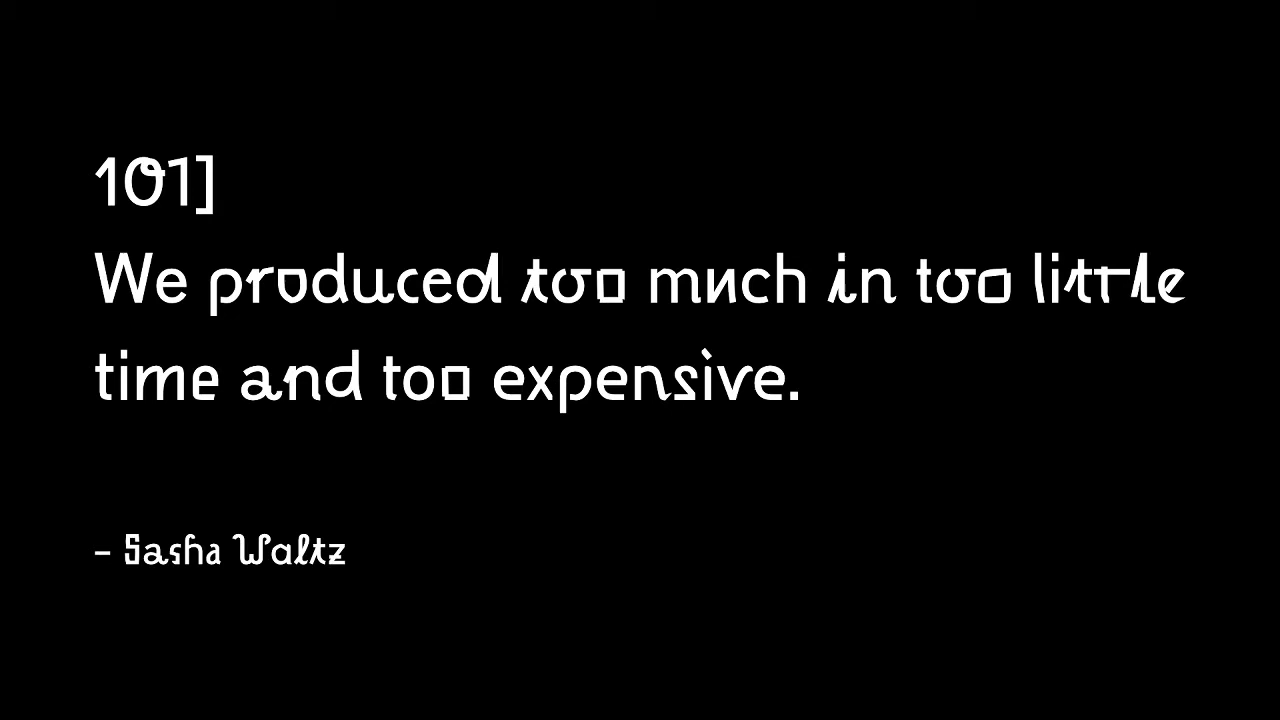 101]
We produced too much in too little
time and too expensive.
– Sasha Waltz